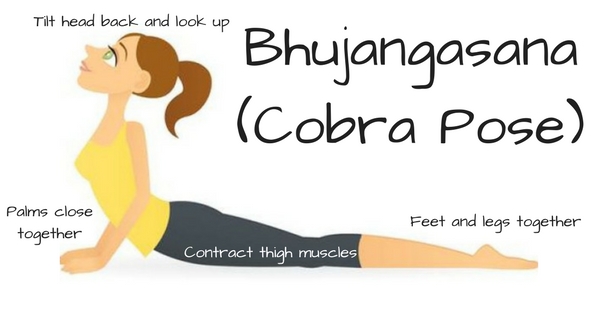 Tilt head back and look up
Bhujangasana
(Cobra Pose)
Palms close
together
Feet and legs together
Contract thigh muscles